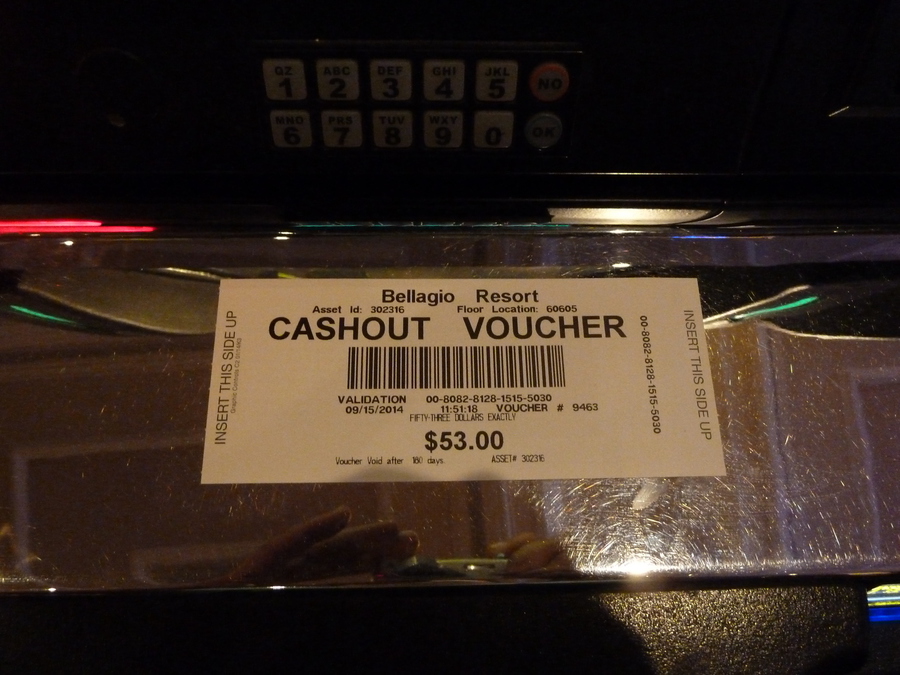 QZ ABC DEF GHI JKL
1 2 3 4 5 NO
MNO PRS TUV WXY
6 7 8 9 0 OK
Bellagio Resort
Asset Id: 302316 Floor Location: 60605
CASHOUT VOUCHER
VALIDATION 00-8082-8128-1515-5030
09/15/2014 11:51:18 VOUCHER # 9463
FIFTY-THREE DOLLARS EXACTLY
$53.00
Voucher Void after 180 days. ASSET# 302316
INSERT THIS SIDE UP
00-8082-8128-1515-5030
INSERT THIS SIDE UP